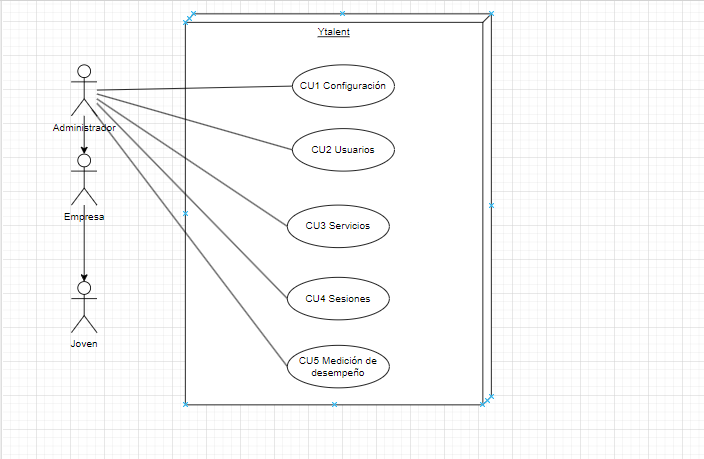 Ytalent
CU1 Configuración
Administrador
CU2 Usuarios
Empresa
CU3 Servicios
CU4 Sesiones
Joven
CU5 Medición de
desempeño